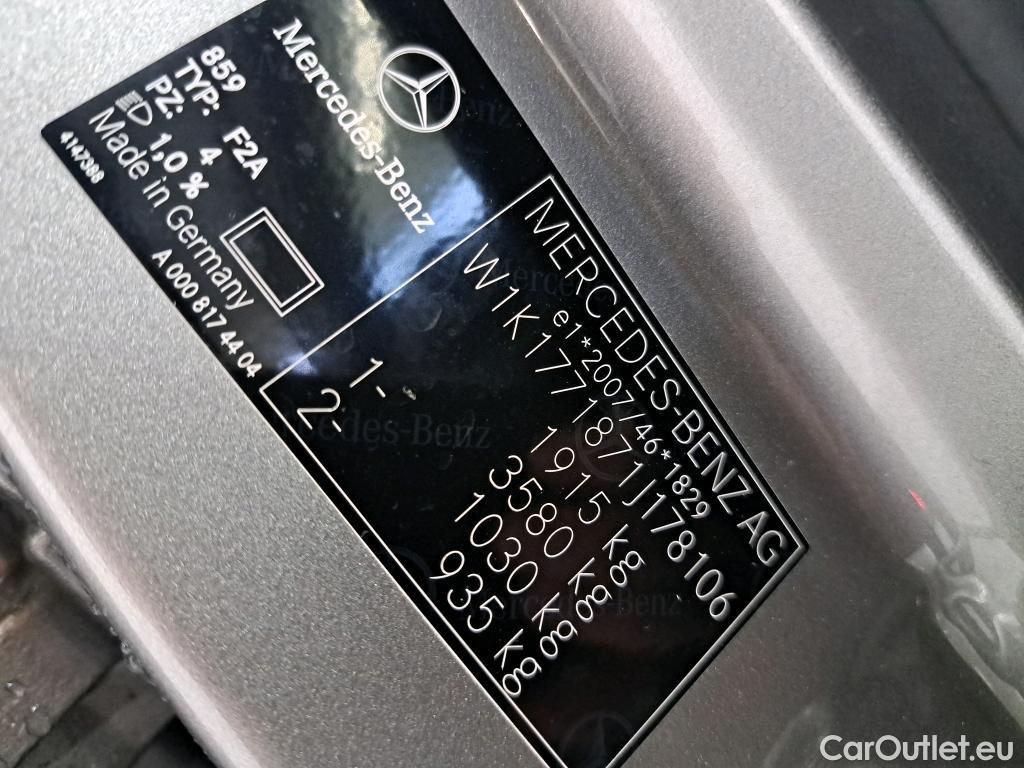 Mercedes-Benz
MERCEDES-BENZ AG
e1*2007/46*1829
W1K1771871J178106
1915 kg
3580 kg
1- 1030 kg
2- 935 kg
859
TYP: F2A
PZ: 4
1,0 %
Made in Germany
A 000 817 44 04
4147388
CarOutlet.eu